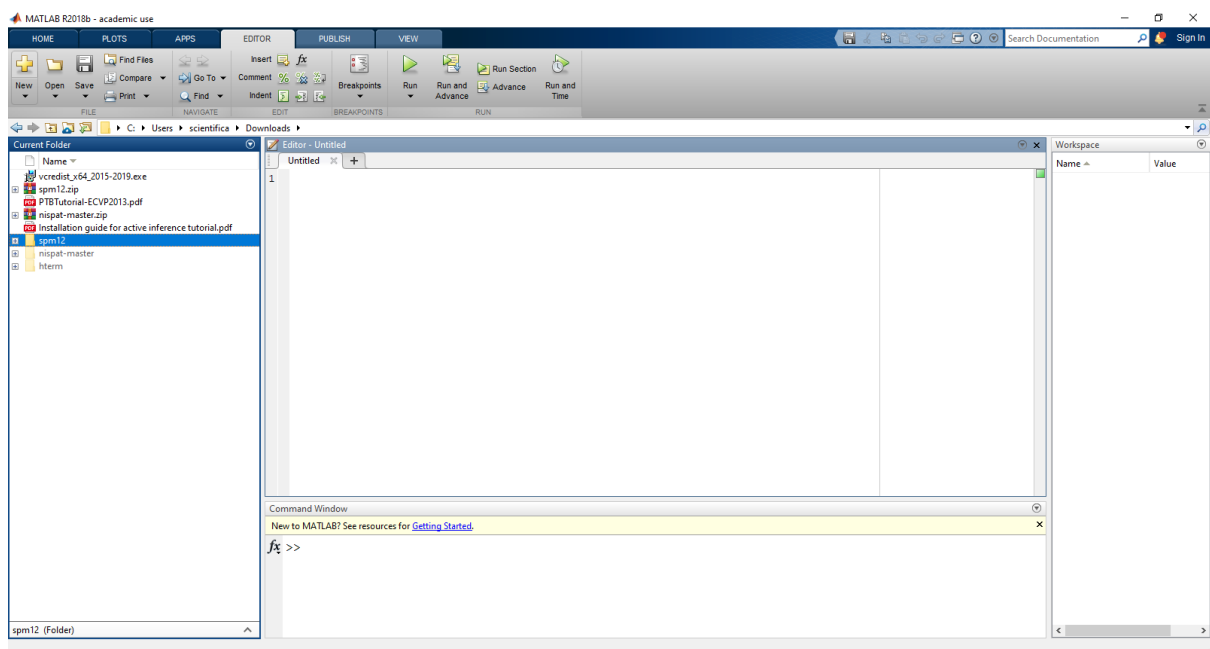 MATLAB R2018b - academic use
HOME PLOTS APPS EDITOR PUBLISH VIEW Search Documentation Sign In
New Open Save Find Files Compare Print Go To Find Insert fx Comment Indent Breakpoints Run Run and Advance Run Section Advance Run and Time
FILE NAVIGATE EDIT BREAKPOINTS RUN
C: Users scientifica Downloads
Current Folder
Name
vcredist_x64_2015-2019.exe
spm12.zip
PTBTutorial-ECVP2013.pdf
nispat-master.zip
Installation guide for active inference tutorial.pdf
spm12
nispat-master
hterm
spm12 (Folder)
Editor - Untitled
Untitled
1
Command Window
New to MATLAB? See resources for Getting Started.
fx >>
Workspace
Name Value